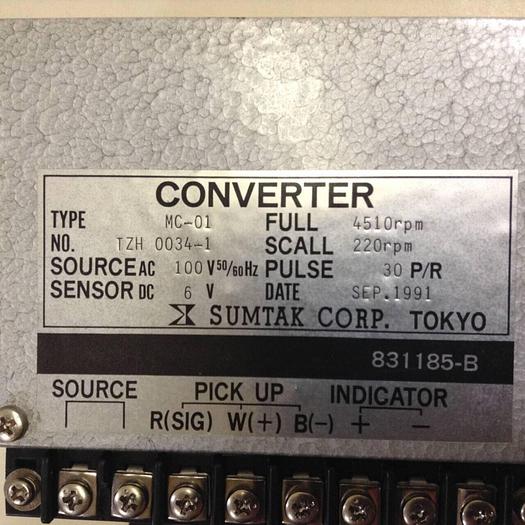 CONVERTER
TYPE MC-01 FULL 4510rpm
NO. TZH 0034-1 SCALL 220rpm
SOURCE AC 100 V 50/60Hz PULSE 30 P/R
SENSOR DC 6 V DATE SEP.1991
SUMTAK CORP. TOKYO
831185-B
SOURCE PICK UP INDICATOR
R(SIG) W(+) B(-) + -